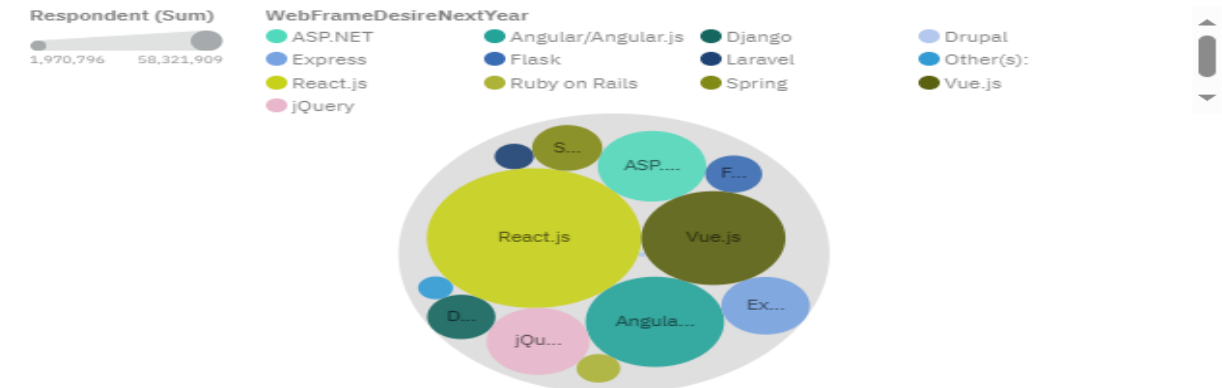 Respondent (Sum)
1,970,796 58,321,909
WebFrameDesireNextYear
ASP.NET Angular/Angular.js Django Drupal
Express Flask Laravel Other(s):
React.js Ruby on Rails Spring Vue.js
jQuery
S...
ASP....
F...
React.js
Vue.js
Ex...
D...
Angula...
jQu...